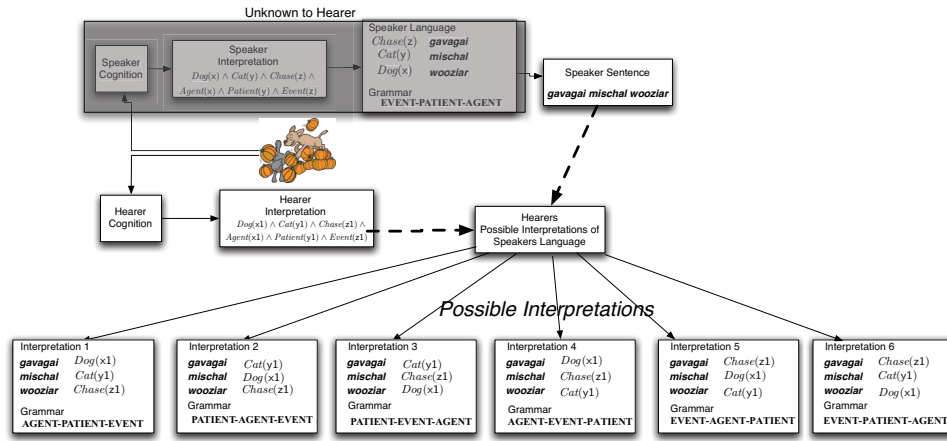 Unknown to Hearer
Speaker
Cognition
Speaker
Interpretation
Dog(x) ∧ Cat(y) ∧ Chase(z) ∧
Agent(x) ∧ Patient(y) ∧ Event(z)
Speaker Language
Chase(z) gavagai
Cat(y) mischal
Dog(x) wooziar
Grammar
EVENT-PATIENT-AGENT
Speaker Sentence
gavagai mischal wooziar
Hearer
Cognition
Hearer
Interpretation
Dog(x1) ∧ Cat(y1) ∧ Chase(z1) ∧
Agent(x1) ∧ Patient(y1) ∧ Event(z1)
Hearers
Possible Interpretations of
Speakers Language
Possible Interpretations
Interpretation 1
gavagai Dog(x1)
mischal Cat(y1)
wooziar Chase(z1)
Grammar
AGENT-PATIENT-EVENT
Interpretation 2
gavagai Cat(y1)
mischal Dog(x1)
wooziar Chase(z1)
Grammar
PATIENT-AGENT-EVENT
Interpretation 3
gavagai Cat(y1)
mischal Chase(z1)
wooziar Dog(x1)
Grammar
PATIENT-EVENT-AGENT
Interpretation 4
gavagai Dog(x1)
mischal Chase(z1)
wooziar Cat(y1)
Grammar
AGENT-EVENT-PATIENT
Interpretation 5
gavagai Chase(z1)
mischal Dog(x1)
wooziar Cat(y1)
Grammar
EVENT-AGENT-PATIENT
Interpretation 6
gavagai Chase(z1)
mischal Cat(y1)
wooziar Dog(x1)
Grammar
EVENT-PATIENT-AGENT